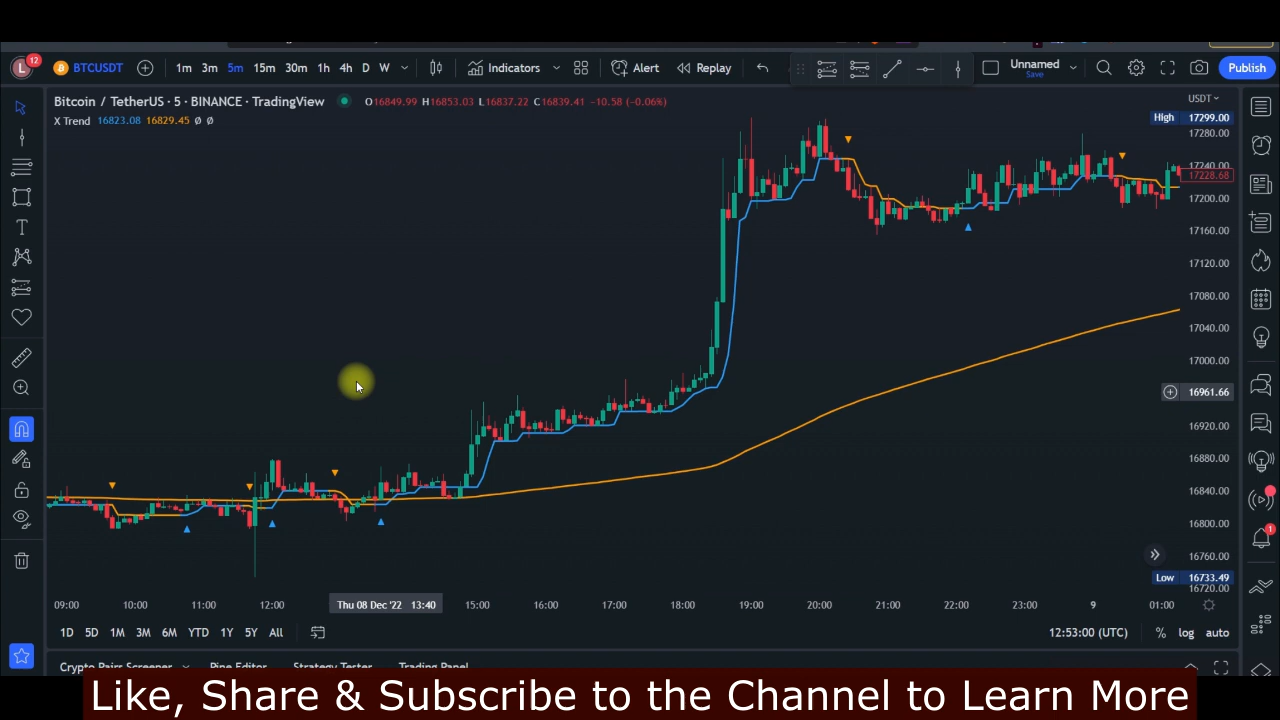 L 12 BTCUSDT 1m 3m 5m 15m 30m 1h 4h D W Indicators Alert Replay Unnamed Publish
Save
Bitcoin / TetherUS · 5 · BINANCE · TradingView O16849.99 H16853.03 L16837.22 C16839.41 -10.58 (-0.06%) USDT
X Trend 16823.08 16829.45 Ø Ø
High 17299.00
17280.00
17240.00
17228.68
17200.00
17160.00
17120.00
17080.00
17040.00
17000.00
16961.66
16920.00
16880.00
16840.00
16800.00
16760.00
Low 16733.49
16720.00
1
09:00 10:00 11:00 12:00 Thu 08 Dec '22 13:40 15:00 16:00 17:00 18:00 19:00 20:00 21:00 22:00 23:00 9 01:00
1D 5D 1M 3M 6M YTD 1Y 5Y All 12:53:00 (UTC) % log auto
Crypto Pairs Screener Pine Editor Strategy Tester Trading Panel
Like, Share & Subscribe to the Channel to Learn More